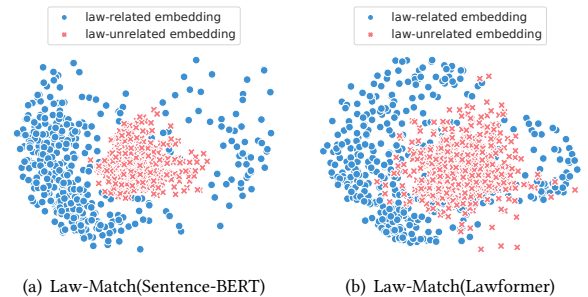 law-related embedding
law-unrelated embedding
law-related embedding
law-unrelated embedding
(a) Law-Match(Sentence-BERT)
(b) Law-Match(Lawformer)